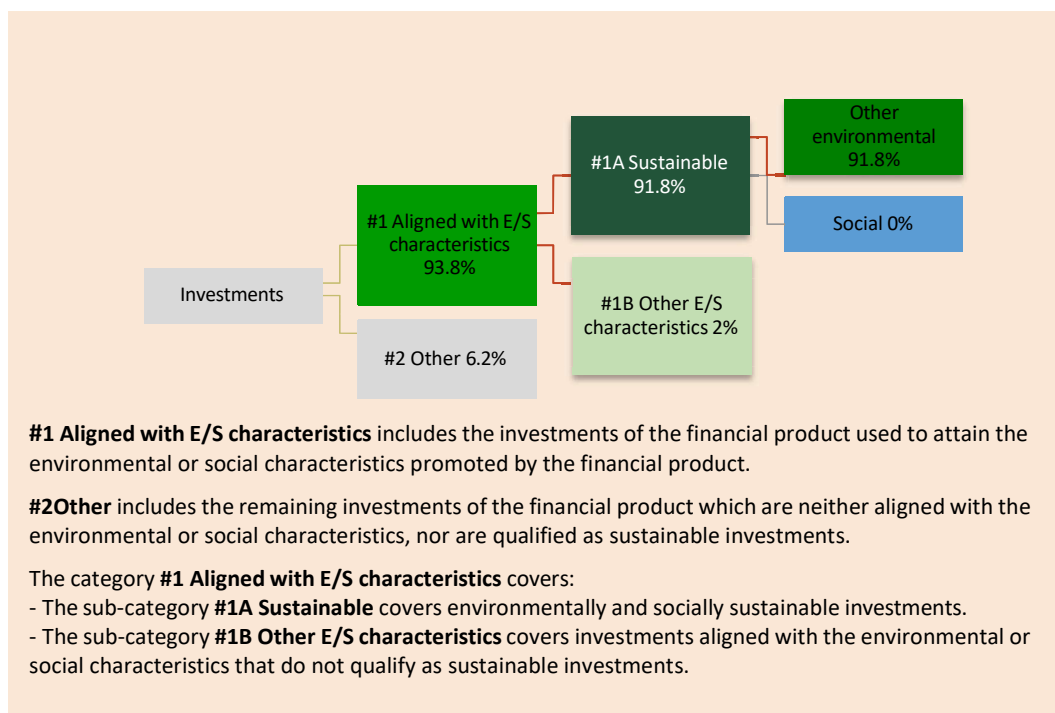 Other
environmental
91.8%
#1A Sustainable
91.8%
#1 Aligned with E/S
characteristics
93.8%
Social 0%
Investments
#1B Other E/S
characteristics 2%
#2 Other 6.2%
#1 Aligned with E/S characteristics includes the investments of the financial product used to attain the
environmental or social characteristics promoted by the financial product.
#2Other includes the remaining investments of the financial product which are neither aligned with the
environmental or social characteristics, nor are qualified as sustainable investments.
The category #1 Aligned with E/S characteristics covers:
- The sub-category #1A Sustainable covers environmentally and socially sustainable investments.
- The sub-category #1B Other E/S characteristics covers investments aligned with the environmental or
social characteristics that do not qualify as sustainable investments.